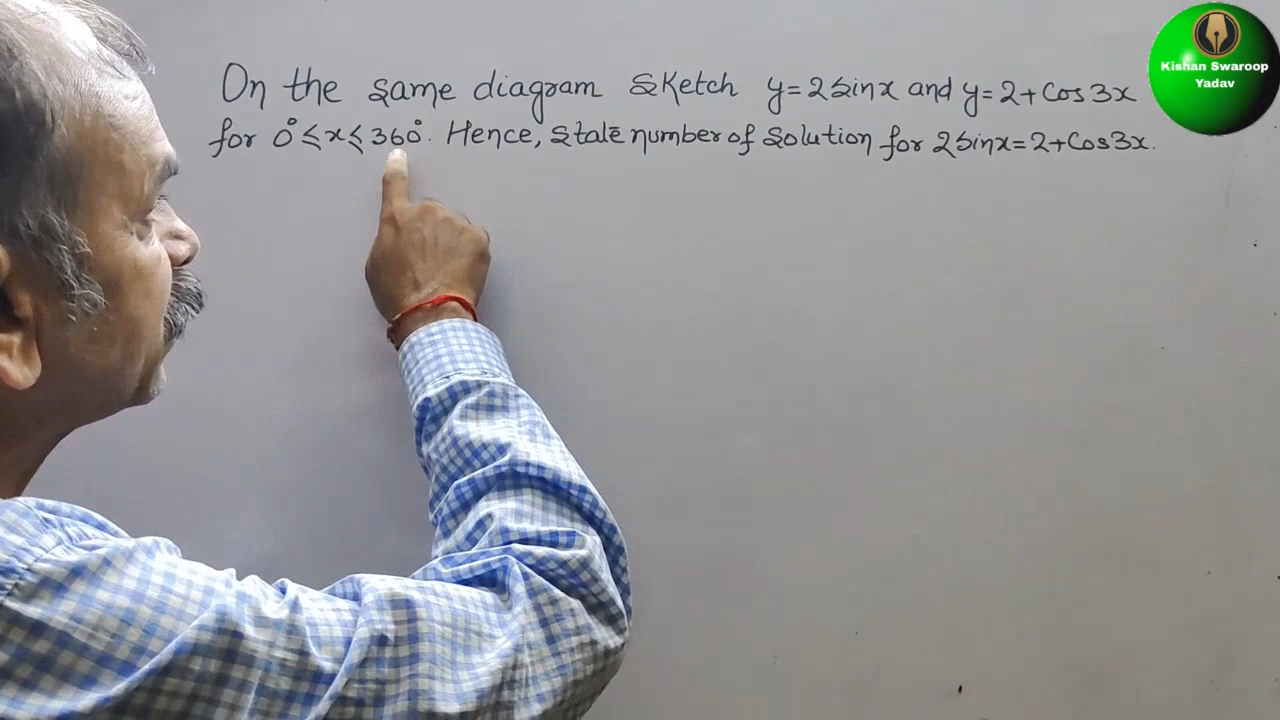 On the same diagram sketch y=2sinx and y=2+cos3x
for 0°≤x≤360°. Hence, state number of solution for 2sinx=2+cos3x.
Kishan Swaroop
Yadav